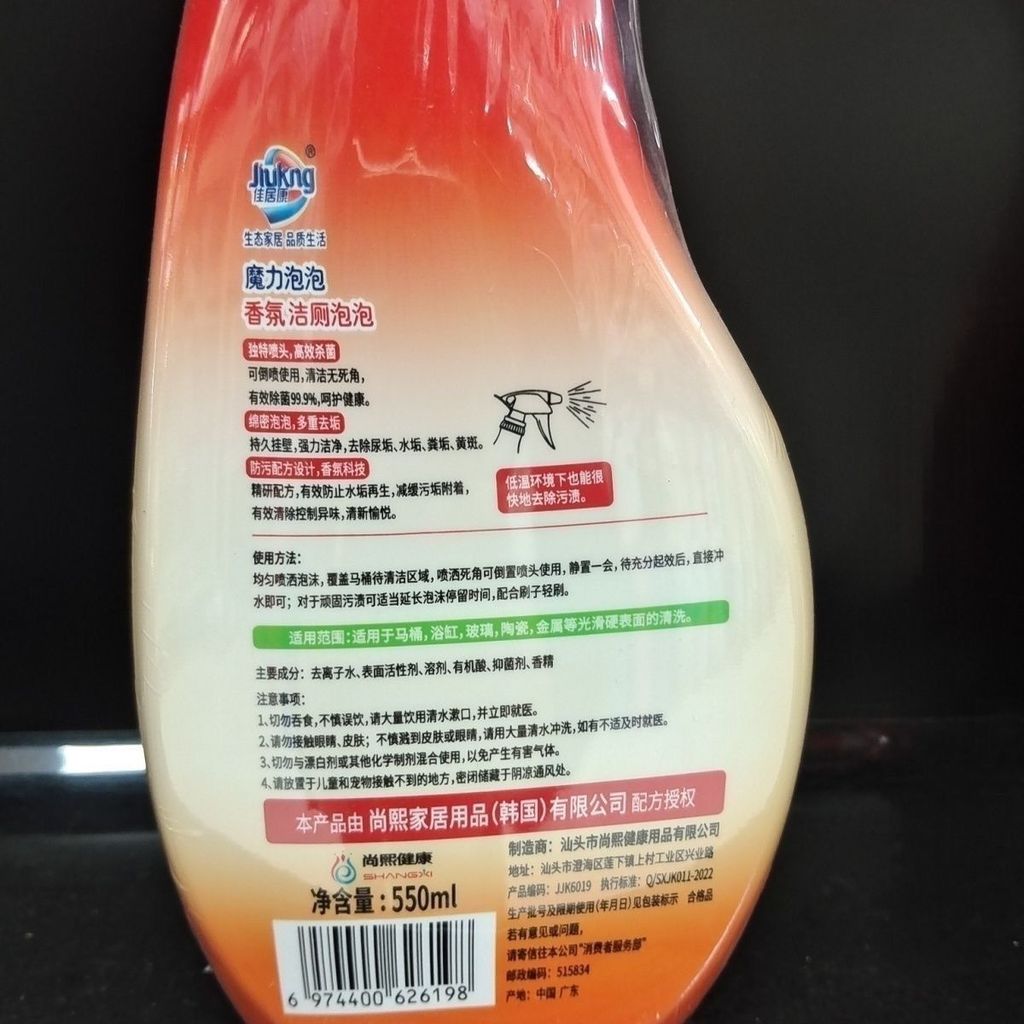 Jiukng®
佳居康
生态家居 品质生活
魔力泡泡
香氛洁厕泡泡
独特喷头,高效杀菌
可倒喷使用,清洁无死角,
有效除菌99.9%,呵护健康。
绵密泡泡,多重去垢
持久挂壁,强力洁净,去除尿垢、水垢、粪垢、黄斑。
防污配方设计,香氛科技
精研配方,有效防止水垢再生,减缓污垢附着,
有效清除控制异味,清新愉悦。
低温环境下也能很
快地去除污渍。
使用方法:
均匀喷洒泡沫,覆盖马桶待清洁区域,喷洒死角可倒置喷头使用,静置一会,待充分起效后,直接冲
水即可;对于顽固污渍可适当延长泡沫停留时间,配合刷子轻刷。
适用范围:适用于马桶,浴缸,玻璃,陶瓷,金属等光滑硬表面的清洗。
主要成分:去离子水、表面活性剂、溶剂、有机酸、抑菌剂、香精
注意事项:
1、切勿吞食,不慎误饮,请大量饮用清水漱口,并立即就医。
2、请勿接触眼睛、皮肤;不慎溅到皮肤或眼睛,请用大量清水冲洗,如有不适及时就医。
3、切勿与漂白剂或其他化学制剂混合使用,以免产生有害气体。
4、请放置于儿童和宠物接触不到的地方,密闭储藏于阴凉通风处。
本产品由 尚熙家居用品(韩国)有限公司 配方授权
尚熙健康
SHANGXI
净含量:550ml
6 974400 626198
制造商:汕头市尚熙健康用品有限公司
地址:汕头市澄海区莲下镇上村工业区兴业路
产品编码:JJK6019 执行标准:Q/SXJK011-2022
生产批号及限期使用(年月日)见包装标示 合格品
若有意见或问题,
请寄信往本公司"消费者服务部"
邮政编码:515834
产地:中国 广东